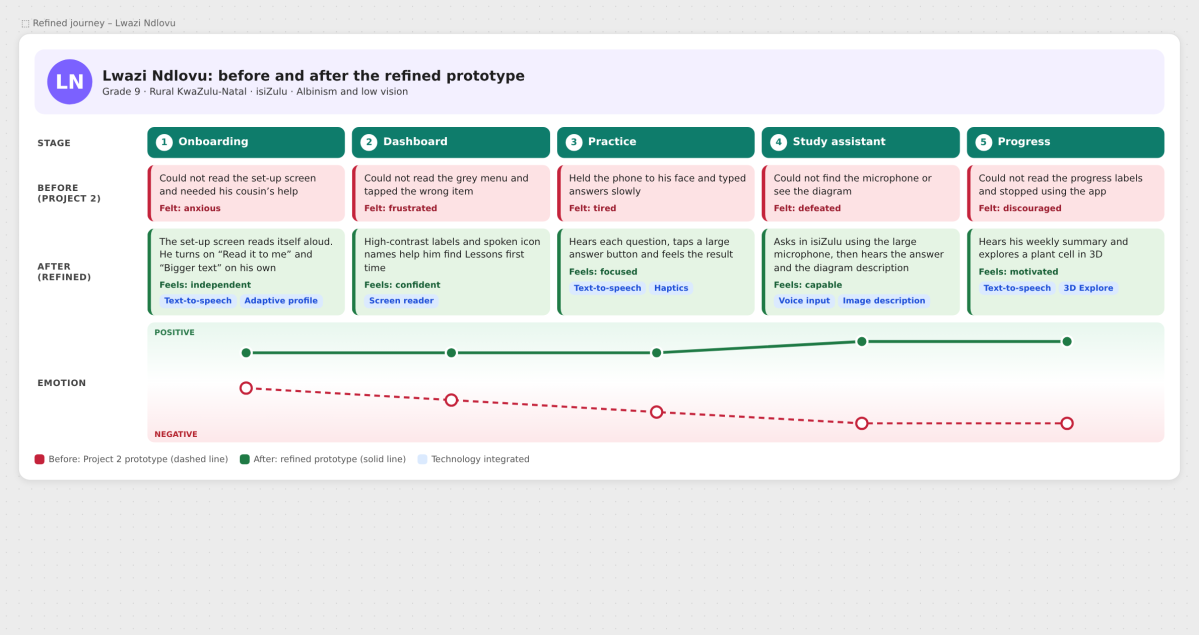 Refined journey – Lwazi Ndlovu
LN
Lwazi Ndlovu: before and after the refined prototype
Grade 9 · Rural KwaZulu-Natal · isiZulu · Albinism and low vision
STAGE
1 Onboarding
2 Dashboard
3 Practice
4 Study assistant
5 Progress
BEFORE
(PROJECT 2)
Could not read the set-up screen
and needed his cousin’s help
Felt: anxious
Could not read the grey menu and
tapped the wrong item
Felt: frustrated
Held the phone to his face and typed
answers slowly
Felt: tired
Could not find the microphone or
see the diagram
Felt: defeated
Could not read the progress labels
and stopped using the app
Felt: discouraged
AFTER
(REFINED)
The set-up screen reads itself aloud.
He turns on “Read it to me” and
“Bigger text” on his own
Feels: independent
Text-to-speech Adaptive profile
High-contrast labels and spoken icon
names help him find Lessons first
time
Feels: confident
Screen reader
Hears each question, taps a large
answer button and feels the result
Feels: focused
Text-to-speech Haptics
Asks in isiZulu using the large
microphone, then hears the answer
and the diagram description
Feels: capable
Voice input Image description
Hears his weekly summary and
explores a plant cell in 3D
Feels: motivated
Text-to-speech 3D Explore
EMOTION
POSITIVE
NEGATIVE
Before: Project 2 prototype (dashed line)
After: refined prototype (solid line)
Technology integrated